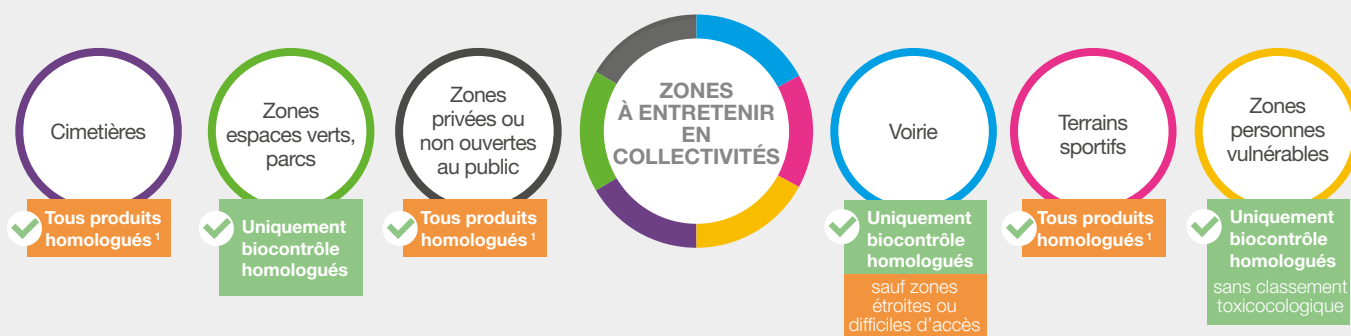 Cimetières
Tous produits
homologués ¹
Zones
espaces verts,
parcs
Uniquement
biocontrôle
homologués
Zones
privées ou
non ouvertes
au public
Tous produits
homologués ¹
ZONES
À ENTRETENIR
EN
COLLECTIVITÉS
Voirie
Uniquement
biocontrôle
homologués
sauf zones
étroites ou
difficiles d'accès
Terrains
sportifs
Tous produits
homologués ¹
Zones
personnes
vulnérables
Uniquement
biocontrôle
homologués
sans classement
toxicocologique